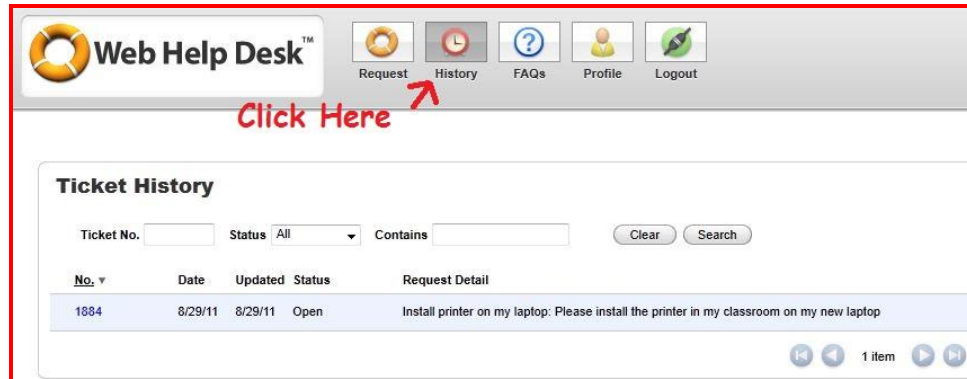 Web Help Desk™
Request History FAQs Profile Logout
Click Here
Ticket History
Ticket No. Status All Contains Clear Search
No. Date Updated Status Request Detail
1884 8/29/11 8/29/11 Open Install printer on my laptop: Please install the printer in my classroom on my new laptop
1 item